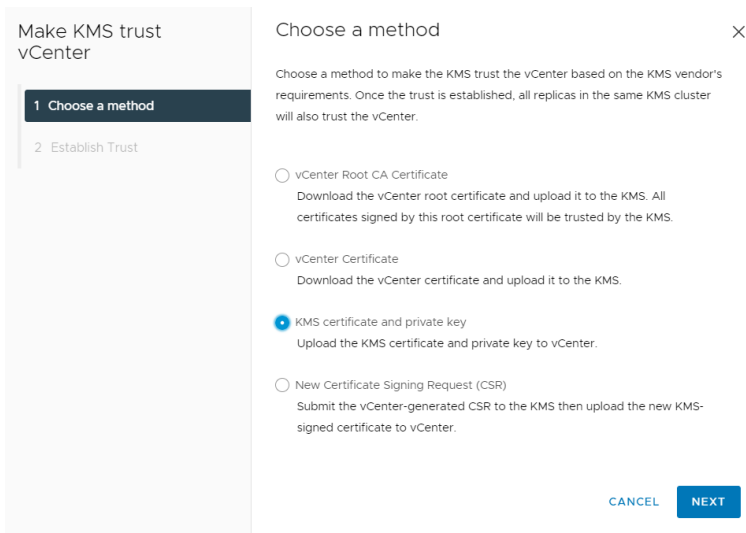 Make KMS trust
vCenter
1 Choose a method
2 Establish Trust
Choose a method
Choose a method to make the KMS trust the vCenter based on the KMS vendor's
requirements. Once the trust is established, all replicas in the same KMS cluster
will also trust the vCenter.
vCenter Root CA Certificate
Download the vCenter root certificate and upload it to the KMS. All
certificates signed by this root certificate will be trusted by the KMS.
vCenter Certificate
Download the vCenter certificate and upload it to the KMS.
KMS certificate and private key
Upload the KMS certificate and private key to vCenter.
New Certificate Signing Request (CSR)
Submit the vCenter-generated CSR to the KMS then upload the new KMS-
signed certificate to vCenter.
CANCEL NEXT